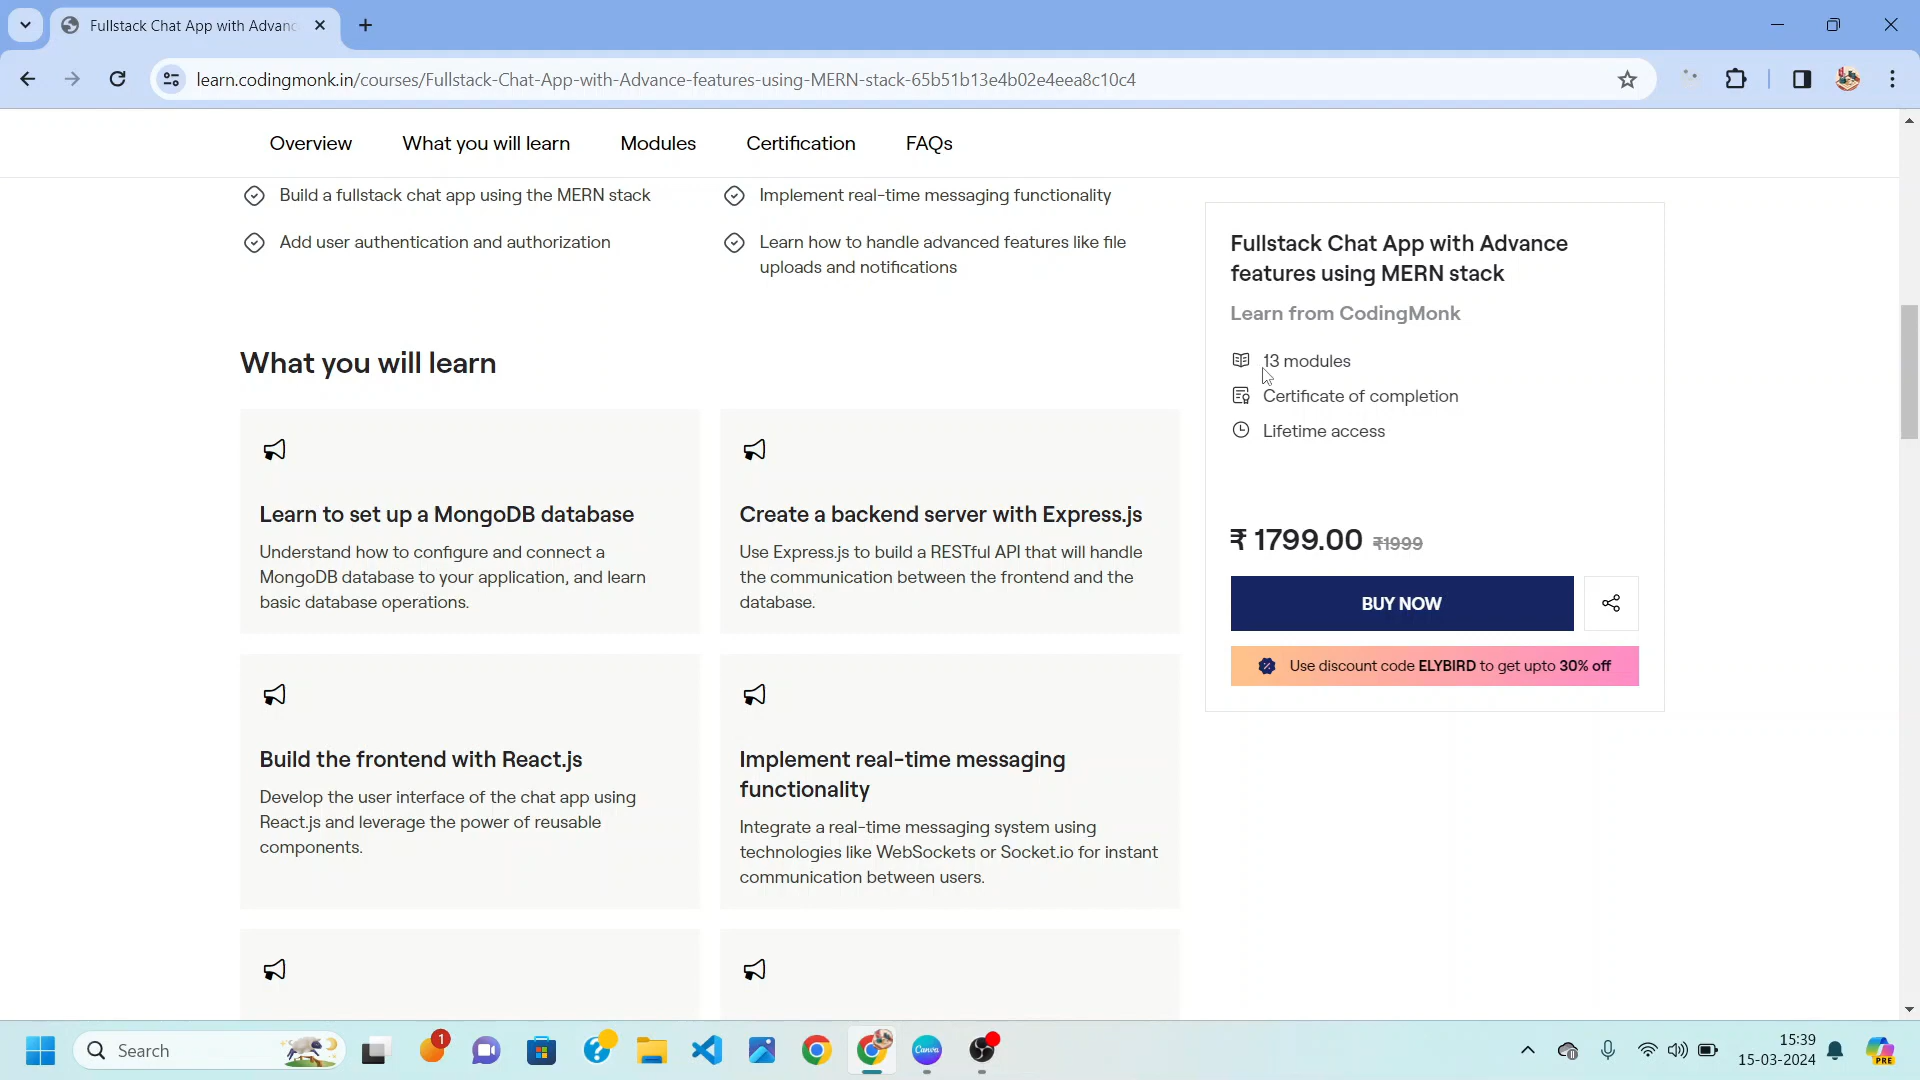 Fullstack Chat App with Advanc
learn.codingmonk.in/courses/Fullstack-Chat-App-with-Advance-features-using-MERN-stack-65b51b13e4b02e4eea8c10c4
Overview
What you will learn
Modules
Certification
FAQs
Build a fullstack chat app using the MERN stack
Implement real-time messaging functionality
Add user authentication and authorization
Learn how to handle advanced features like file
uploads and notifications
What you will learn
Learn to set up a MongoDB database
Understand how to configure and connect a
MongoDB database to your application, and learn
basic database operations.
Create a backend server with Express.js
Use Express.js to build a RESTful API that will handle
the communication between the frontend and the
database.
Build the frontend with React.js
Develop the user interface of the chat app using
React.js and leverage the power of reusable
components.
Implement real-time messaging
functionality
Integrate a real-time messaging system using
technologies like WebSockets or Socket.io for instant
communication between users.
Fullstack Chat App with Advance
features using MERN stack
Learn from CodingMonk
13 modules
Certificate of completion
Lifetime access
₹ 1799.00 ₹1999
BUY NOW
Use discount code ELYBIRD to get upto 30% off
Search
1
Canva
15:39
15-03-2024
PRE